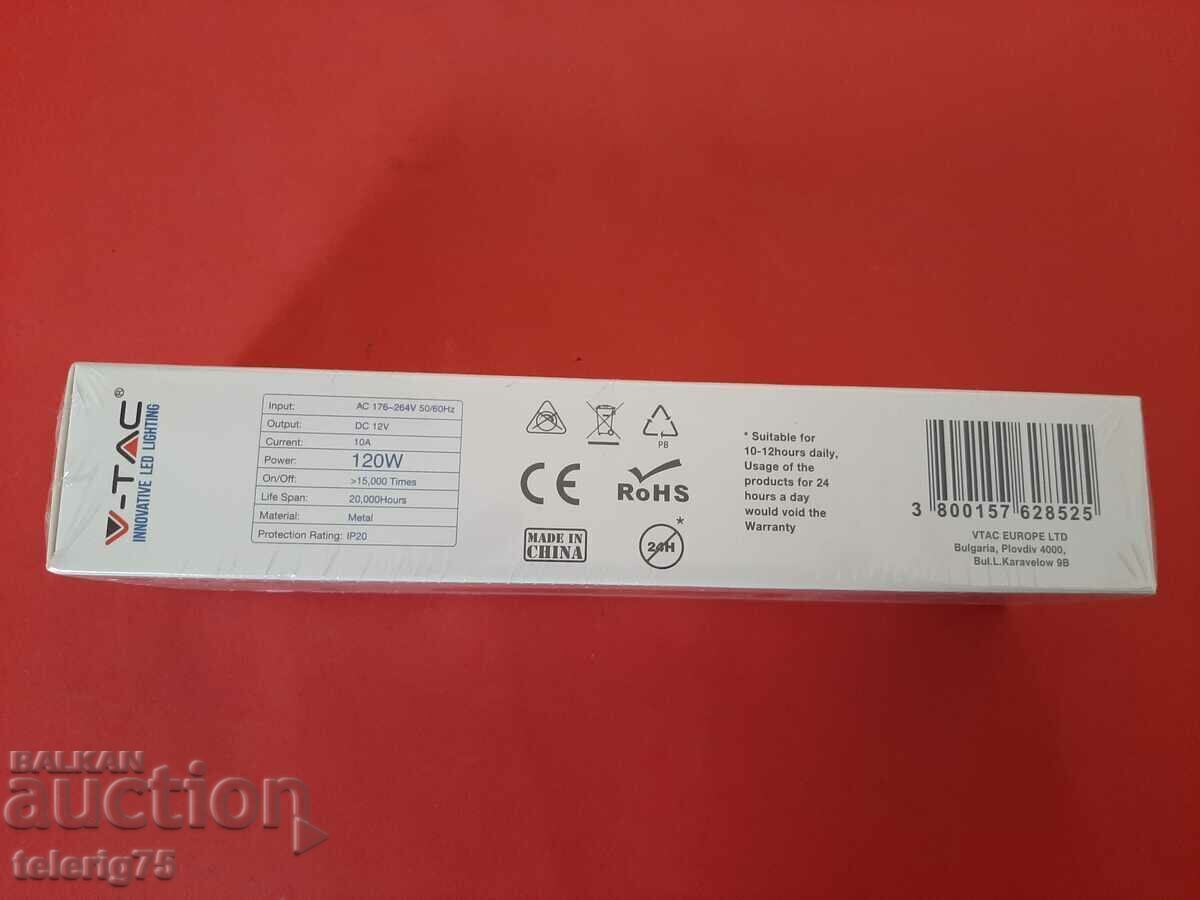 V-TAC®
INNOVATIVE LED LIGHTING
Input: AC 176~264V 50/60Hz
Output: DC 12V
Current: 10A
Power: 120W
On/Off: >15,000 Times
Life Span: 20,000Hours
Material: Metal
Protection Rating: IP20
PB
CE
RoHS
MADE IN
CHINA
24H*
* Suitable for
10-12hours daily,
Usage of the
products for 24
hours a day
would void the
Warranty
3 800157 628525
VTAC EUROPE LTD
Bulgaria, Plovdiv 4000,
Bul.L.Karavelow 9B
BALKAN
auction
telerig75